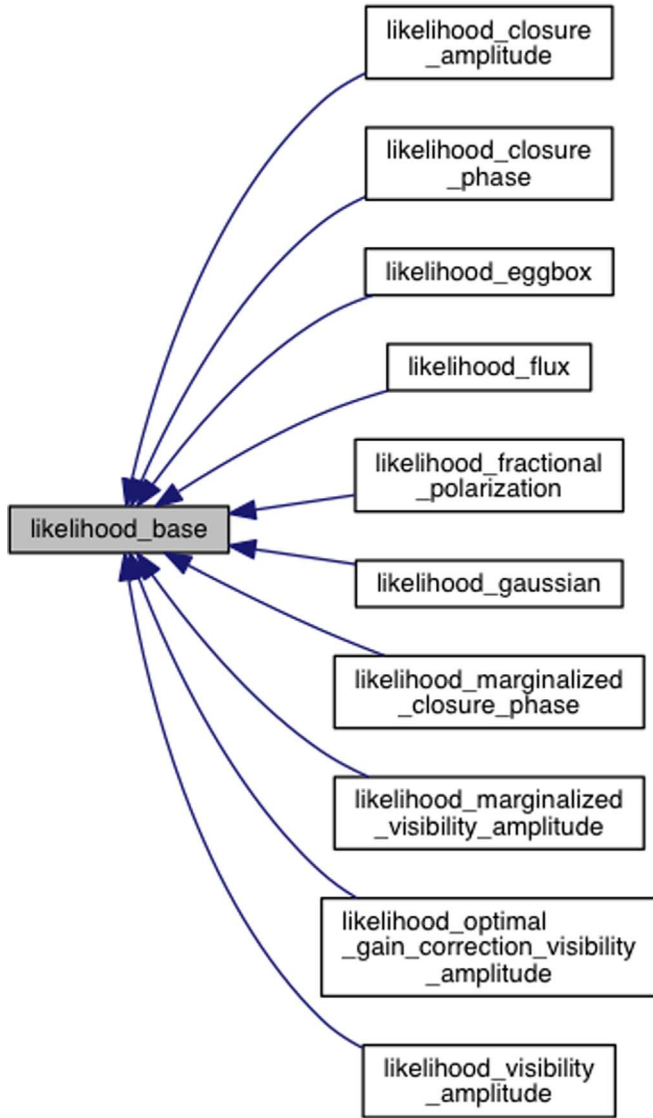 likelihood_closure
_amplitude
likelihood_closure
_phase
likelihood_eggbox
likelihood_flux
likelihood_fractional
_polarization
likelihood_base
likelihood_gaussian
likelihood_marginalized
_closure_phase
likelihood_marginalized
_visibility_amplitude
likelihood_optimal
_gain_correction_visibility
_amplitude
likelihood_visibility
_amplitude